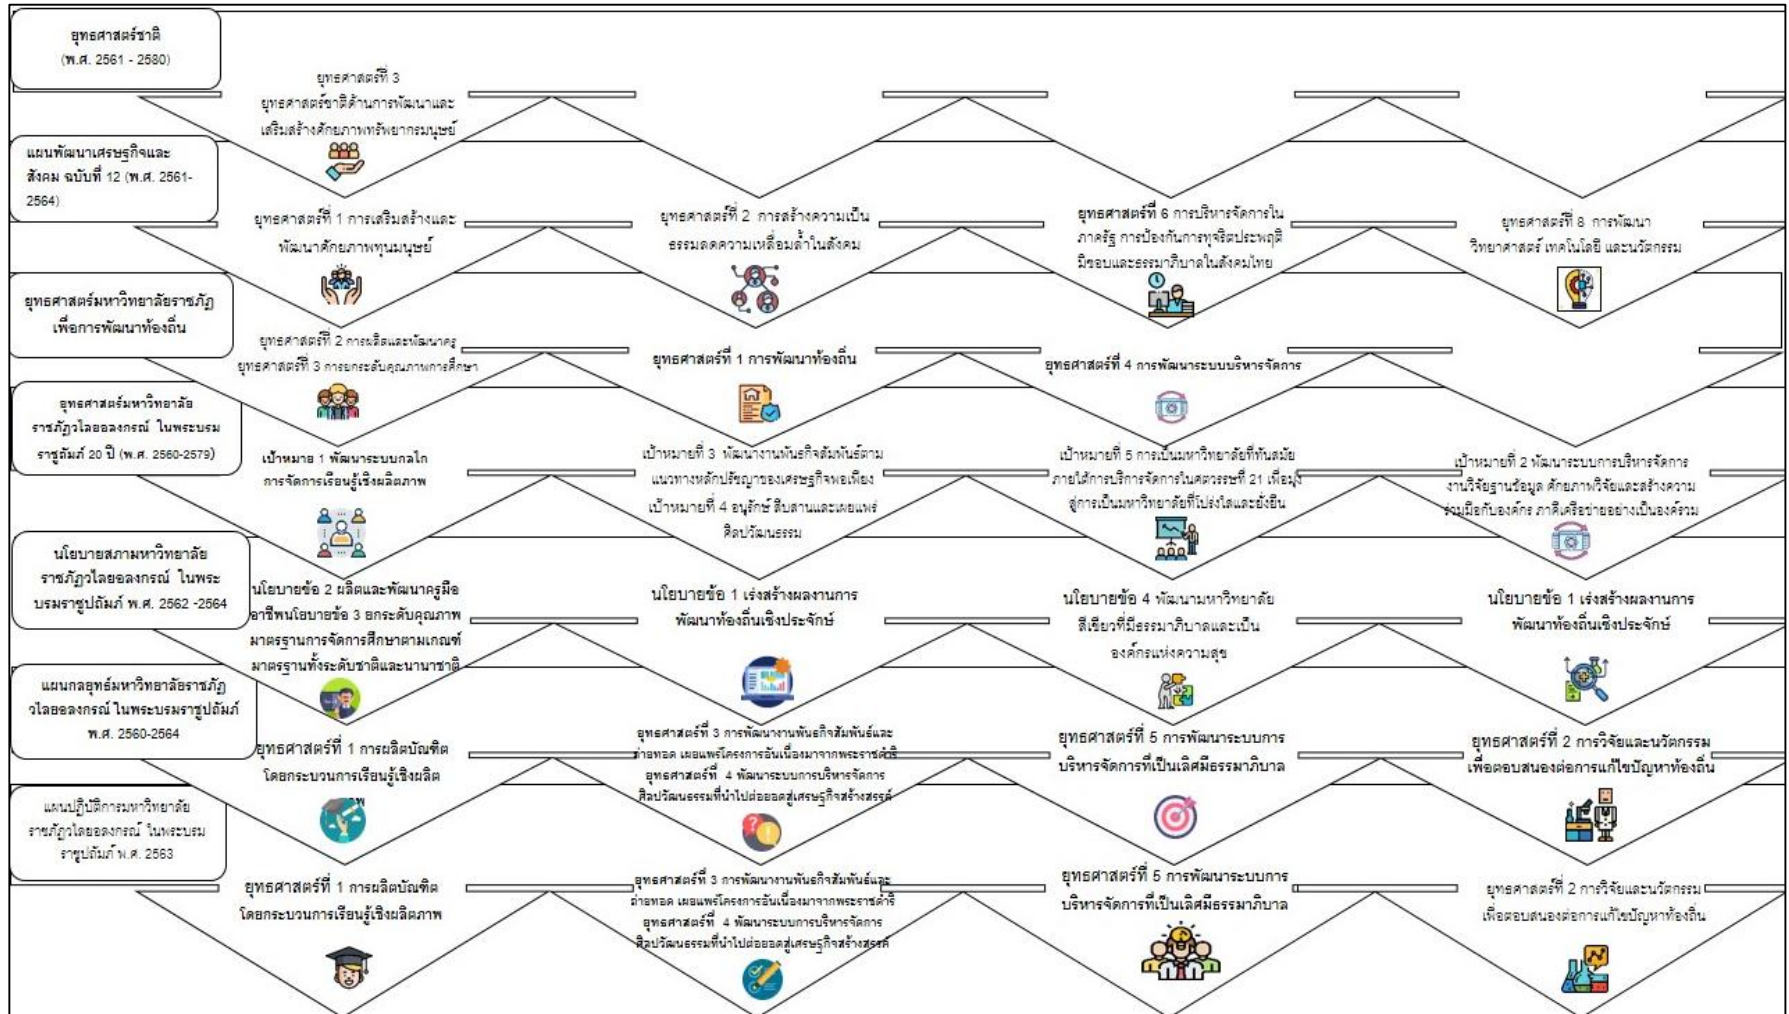 ยุทธศาสตร์ชาติ
(พ.ศ. 2561 - 2580)
ยุทธศาสตร์ที่ 3
ยุทธศาสตร์ชาติด้านการพัฒนาและ
เสริมสร้างศักยภาพทรัพยากรมนุษย์
แผนพัฒนาเศรษฐกิจและ
สังคม ฉบับที่ 12 (พ.ศ. 2561-
2564)
ยุทธศาสตร์ที่ 1 การเสริมสร้างและ
พัฒนาศักยภาพทุนมนุษย์
ยุทธศาสตร์ที่ 2 การสร้างความเป็น
ธรรมลดความเหลื่อมล้ำในสังคม
ยุทธศาสตร์ที่ 6 การบริหารจัดการใน
ภาครัฐ การป้องกันการทุจริตประพฤติ
มิชอบและธรรมาภิบาลในสังคมไทย
ยุทธศาสตร์ที่ 8 การพัฒนา
วิทยาศาสตร์ เทคโนโลยี และนวัตกรรม
ยุทธศาสตร์มหาวิทยาลัยราชภัฏ
เพื่อการพัฒนาท้องถิ่น
ยุทธศาสตร์ที่ 2 การผลิตและพัฒนาครู
ยุทธศาสตร์ที่ 3 การยกระดับคุณภาพการศึกษา
ยุทธศาสตร์ที่ 1 การพัฒนาท้องถิ่น
ยุทธศาสตร์ที่ 4 การพัฒนาระบบบริหารจัดการ
ยุทธศาสตร์มหาวิทยาลัย
ราชภัฏวไลยอลงกรณ์ ในพระบรม
ราชูถัมภ์ 20 ปี (พ.ศ. 2560-2579)
เป้าหมาย 1 พัฒนาระบบกลไก
การจัดการเรียนรู้เชิงผลิตภาพ
เป้าหมายที่ 3 พัฒนางานพันธกิจสัมพันธ์ตาม
แนวทางหลักปรัชญาของเศรษฐกิจพอเพียง
เป้าหมายที่ 4 อนุรักษ์ สืบสานและเผยแพร่
ศิลปวัฒนธรรม
เป้าหมายที่ 5 การเป็นมหาวิทยาลัยที่ทันสมัย
ภายใต้การบริการจัดการในศตวรรษที่ 21 เพื่อมุ่ง
สู่การเป็นมหาวิทยาลัยที่โปร่งใสและยั่งยืน
เป้าหมายที่ 2 พัฒนาระบบการบริหารจัดการ
งานวิจัยฐานข้อมูล ศักยภาพวิจัยและสร้างความ
ร่วมมือกับองค์กร ภาคีเครือข่ายอย่างเป็นองค์รวม
นโยบายสภามหาวิทยาลัย
ราชภัฏวไลยอลงกรณ์ ในพระ
บรมราชูปถัมภ์ พ.ศ. 2562 -2564
นโยบายข้อ 2 ผลิตและพัฒนาครูมือ
อาชีพนโยบายข้อ 3 ยกระดับคุณภาพ
มาตรฐานการจัดการศึกษาตามเกณฑ์
มาตรฐานทั้งระดับชาติและนานาชาติ
นโยบายข้อ 1 เร่งสร้างผลงานการ
พัฒนาท้องถิ่นเชิงประจักษ์
นโยบายข้อ 4 พัฒนามหาวิทยาลัย
สีเขียวที่มีธรรมาภิบาลและเป็น
องค์กรแห่งความสุข
นโยบายข้อ 1 เร่งสร้างผลงานการ
พัฒนาท้องถิ่นเชิงประจักษ์
แผนกลยุทธ์มหาวิทยาลัยราชภัฏ
วไลยอลงกรณ์ ในพระบรมราชูปถัมภ์
พ.ศ. 2560-2564
ยุทธศาสตร์ที่ 1 การผลิตบัณฑิต
โดยกระบวนการเรียนรู้เชิงผลิต
ยุทธศาสตร์ที่ 3 การพัฒนางานพันธกิจสัมพันธ์และ
ถ่ายทอด เผยแพร่โครงการอันเนื่องมาจากพระราชดำริ
ยุทธศาสตร์ที่ 4 พัฒนาระบบการบริหารจัดการ
ศิลปวัฒนธรรมที่นำไปต่อยอดสู่เศรษฐกิจสร้างสรรค์
ยุทธศาสตร์ที่ 5 การพัฒนาระบบการ
บริหารจัดการที่เป็นเลิศมีธรรมาภิบาล
ยุทธศาสตร์ที่ 2 การวิจัยและนวัตกรรม
เพื่อตอบสนองต่อการแก้ไขปัญหาท้องถิ่น
แผนปฏิบัติการมหาวิทยาลัย
ราชภัฏวไลยอลงกรณ์ ในพระบรม
ราชูปถัมภ์ พ.ศ. 2563
ยุทธศาสตร์ที่ 1 การผลิตบัณฑิต
โดยกระบวนการเรียนรู้เชิงผลิตภาพ
ยุทธศาสตร์ที่ 3 การพัฒนางานพันธกิจสัมพันธ์และ
ถ่ายทอด เผยแพร่โครงการอันเนื่องมาจากพระราชดำริ
ยุทธศาสตร์ที่ 4 พัฒนาระบบการบริหารจัดการ
ศิลปวัฒนธรรมที่นำไปต่อยอดสู่เศรษฐกิจสร้างสรรค์
ยุทธศาสตร์ที่ 5 การพัฒนาระบบการ
บริหารจัดการที่เป็นเลิศมีธรรมาภิบาล
ยุทธศาสตร์ที่ 2 การวิจัยและนวัตกรรม
เพื่อตอบสนองต่อการแก้ไขปัญหาท้องถิ่น